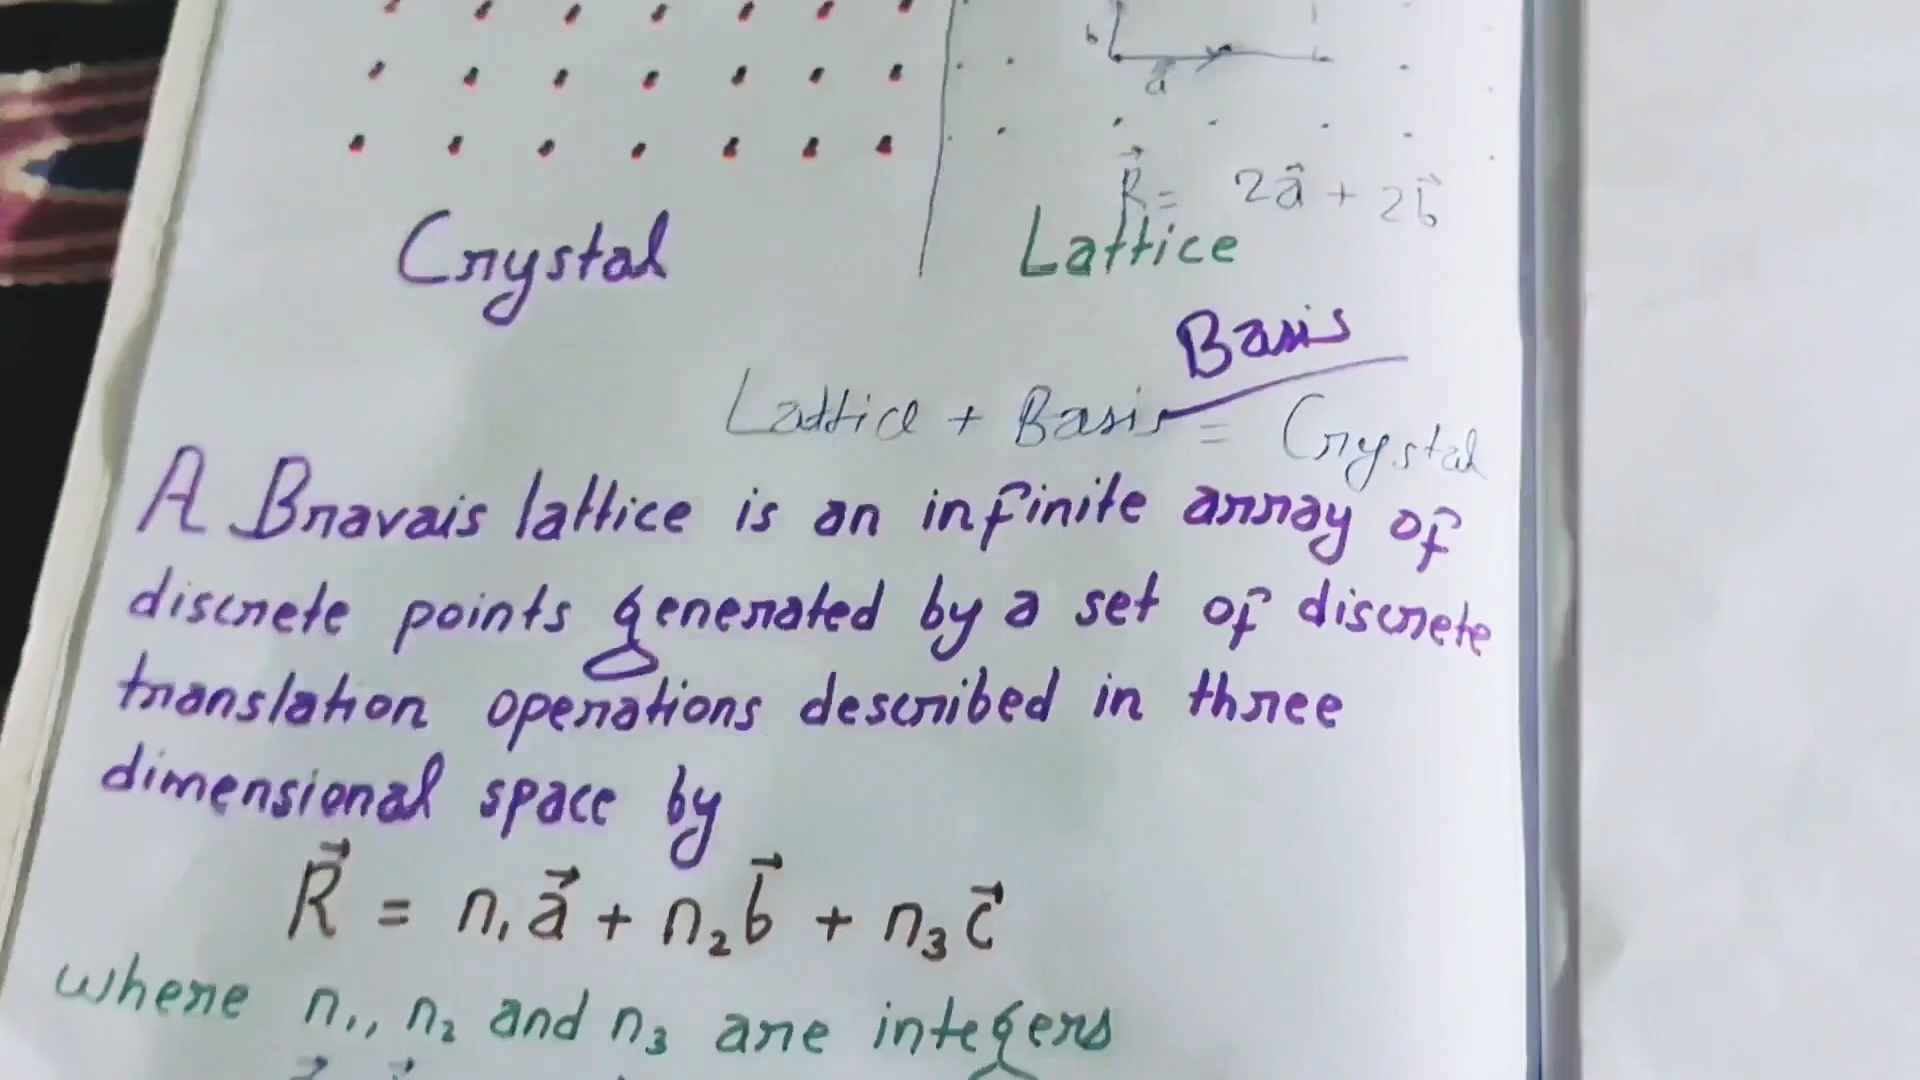 b
a⃗
R⃗ = 2a⃗ + 2b⃗
Crystal
Lattice
Basis
Lattice + Basis = Crystal
A Bravais lattice is an infinite array of
discrete points generated by a set of discrete
translation operations described in three
dimensional space by
R⃗ = n₁a⃗ + n₂b⃗ + n₃c⃗
where n₁, n₂ and n₃ are integers